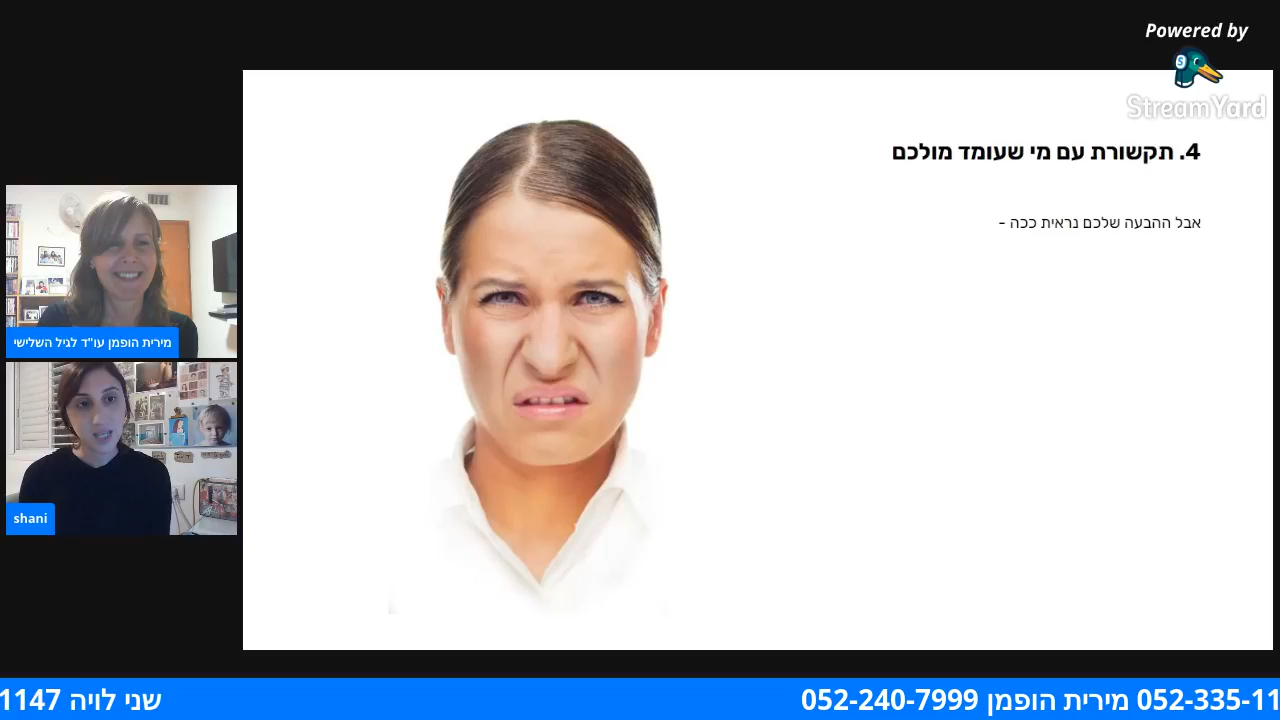 Powered by
StreamYard
4. תקשורת עם מי שעומד מולכם
אבל ההבעה שלכם נראית ככה -
מירית הופמן עו"ד לגיל השלישי
shani
052-335-11 מירית הופמן 052-240-7999
שני לויה 1147